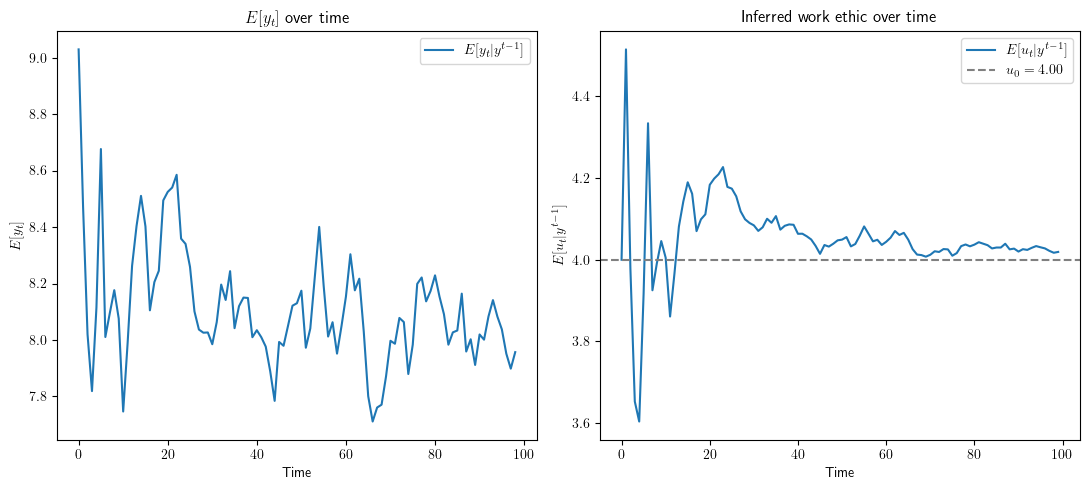 E[y_t] over time
E[y_t|y^{t-1}]
9.0
8.8
8.6
8.4
8.2
8.0
7.8
E[y_t]
0 20 40 60 80 100
Time
Inferred work ethic over time
E[u_t|y^{t-1}]
u_0 = 4.00
4.4
4.2
4.0
3.8
3.6
E[u_t|y^{t-1}]
0 20 40 60 80 100
Time